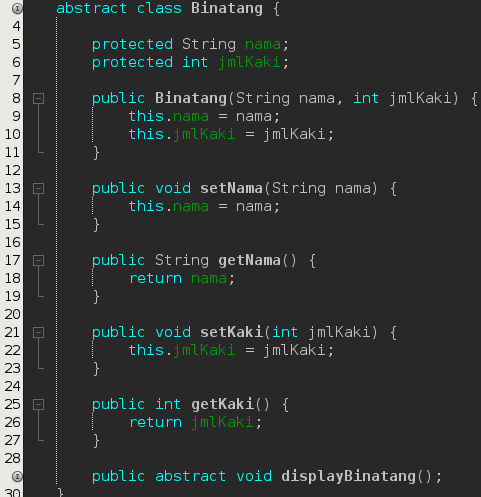 abstract class Binatang {
4
5 protected String nama;
6 protected int jmlKaki;
7
8 public Binatang(String nama, int jmlKaki) {
9 this.nama = nama;
10 this.jmlKaki = jmlKaki;
11 }
12
13 public void setNama(String nama) {
14 this.nama = nama;
15 }
16
17 public String getNama() {
18 return nama;
19 }
20
21 public void setKaki(int jmlKaki) {
22 this.jmlKaki = jmlKaki;
23 }
24
25 public int getKaki() {
26 return jmlKaki;
27 }
28
public abstract void displayBinatang();
30 }